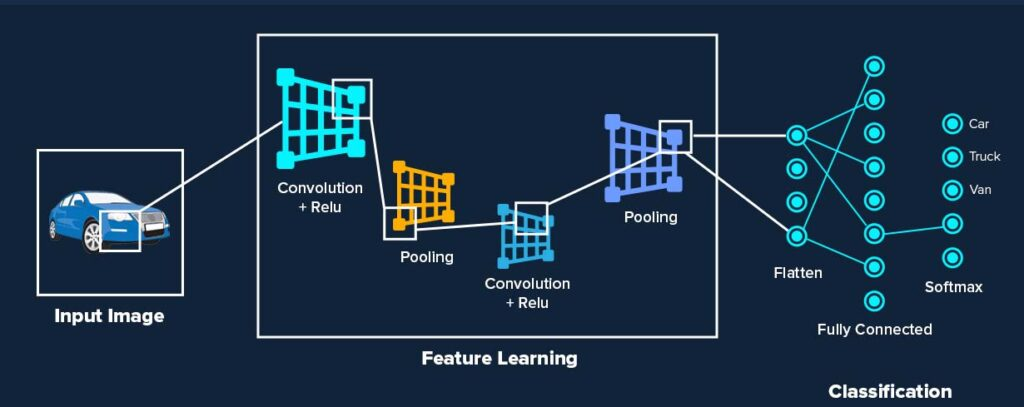 Input Image
Convolution
+ Relu
Pooling
Convolution
+ Relu
Pooling
Feature Learning
Flatten
Fully Connected
Car
Truck
Van
Softmax
Classification